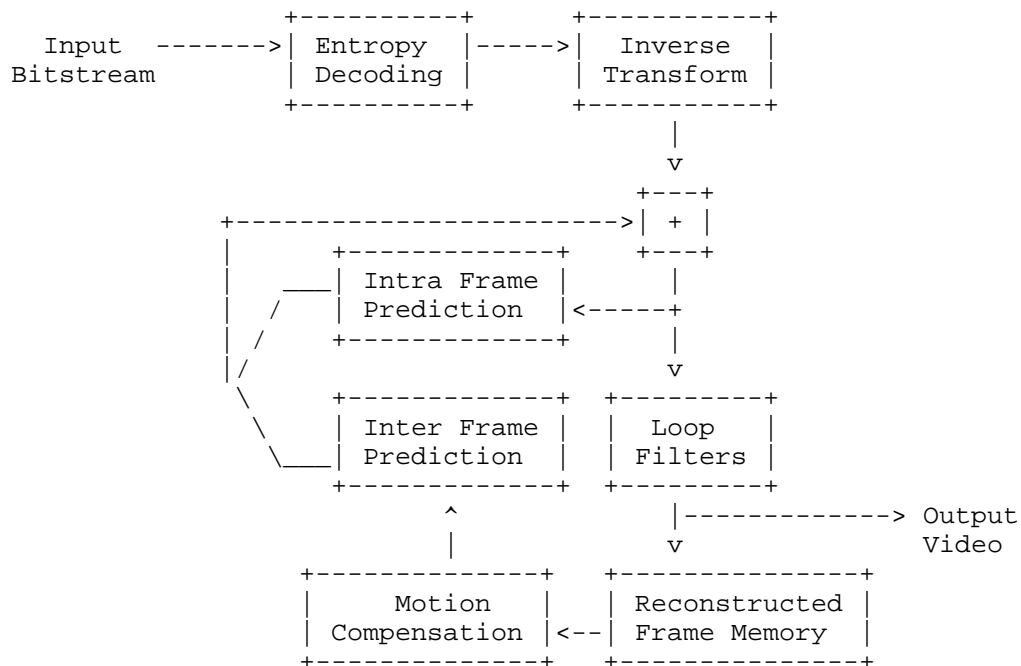 Input
Bitstream
Entropy
Decoding
Inverse
Transform
+
Intra Frame
Prediction
Inter Frame
Prediction
Loop
Filters
Output
Video
Motion
Compensation
Reconstructed
Frame Memory